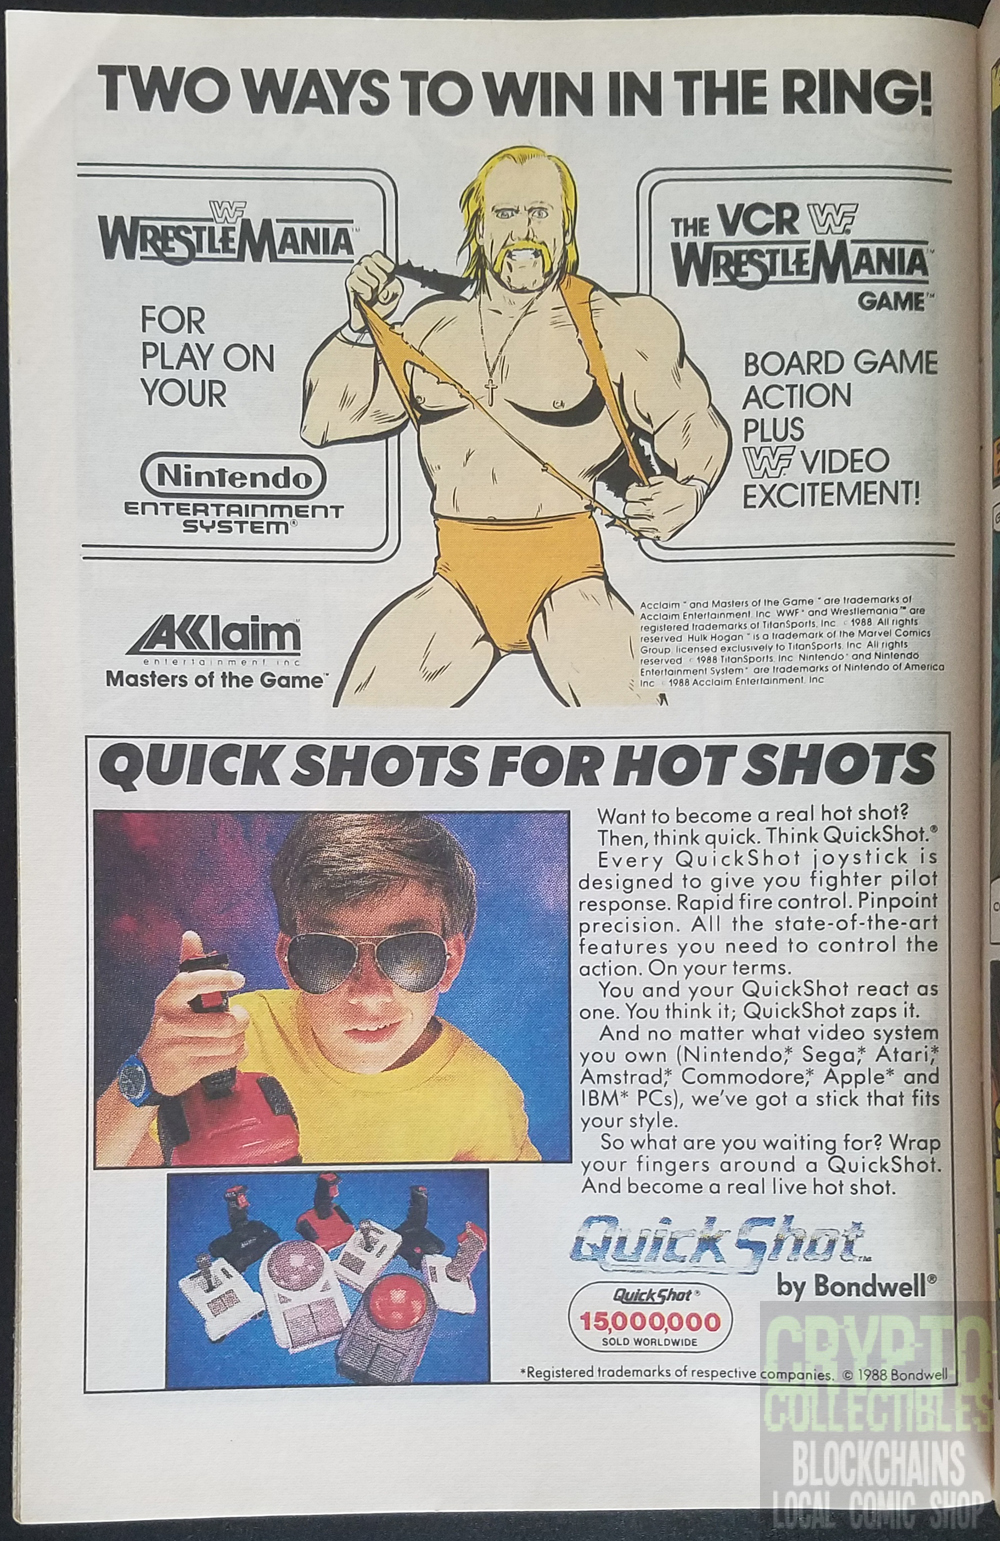 TWO WAYS TO WIN IN THE RING!
WF
WRESTLEMANIA™
FOR
PLAY ON
YOUR
Nintendo
ENTERTAINMENT
SYSTEM®
THE VCR WF
WRESTLEMANIA™
GAME™
BOARD GAME
ACTION
PLUS
WF VIDEO
EXCITEMENT!
AKKlaim™
entertainment inc
Masters of the Game™
Acclaim™ and Masters of the Game™ are trademarks of
Acclaim Entertainment, Inc. WWF® and Wrestlemania™ are
registered trademarks of TitanSports, Inc. © 1988 All rights
reserved. Hulk Hogan™ is a trademark of the Marvel Comics
Group, licensed exclusively to TitanSports, Inc. All rights
reserved. © 1988 TitanSports, Inc. Nintendo® and Nintendo
Entertainment System® are trademarks of Nintendo of America
Inc. © 1988 Acclaim Entertainment, Inc.
QUICK SHOTS FOR HOT SHOTS
Want to become a real hot shot?
Then, think quick. Think QuickShot.®
Every QuickShot joystick is
designed to give you fighter pilot
response. Rapid fire control. Pinpoint
precision. All the state-of-the-art
features you need to control the
action. On your terms.
You and your QuickShot react as
one. You think it; QuickShot zaps it.
And no matter what video system
you own (Nintendo,* Sega,* Atari,*
Amstrad,* Commodore,* Apple* and
IBM* PCs), we've got a stick that fits
your style.
So what are you waiting for? Wrap
your fingers around a QuickShot.
And become a real live hot shot.
QuickShot™
by Bondwell®
QuickShot®
15,000,000
SOLD WORLDWIDE
*Registered trademarks of respective companies. © 1988 Bondwell
CRYPTO
COLLECTIBLES
BLOCKCHAINS
LOCAL COMIC SHOP